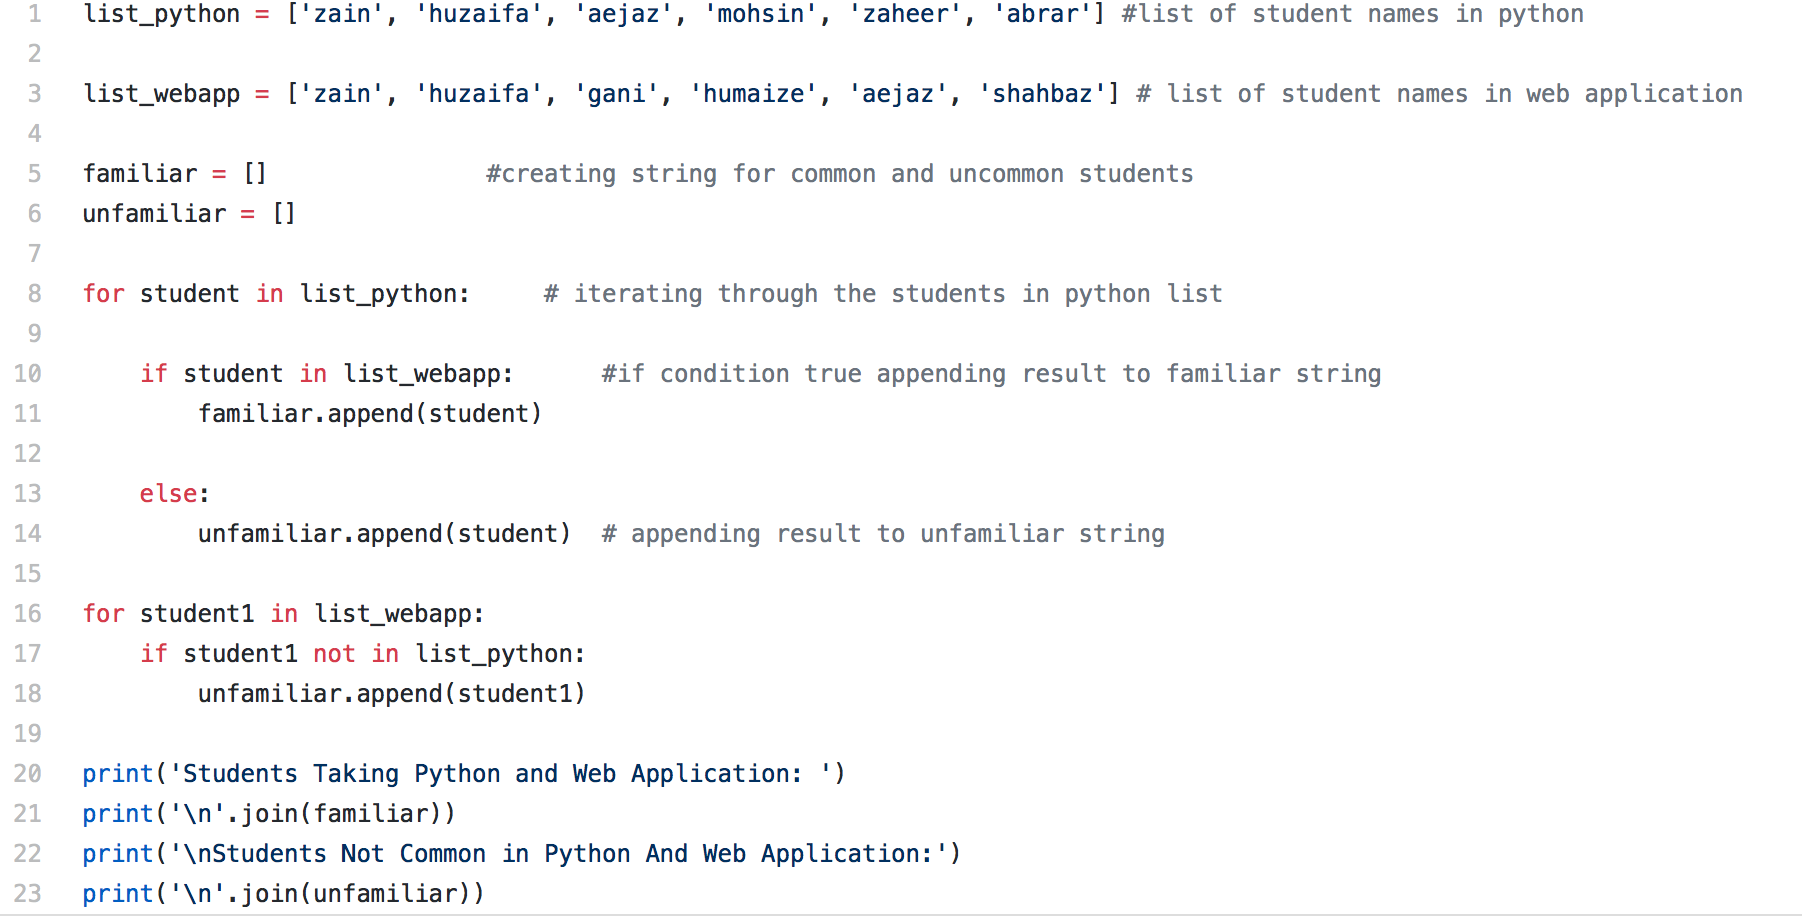 1 list_python = ['zain', 'huzaifa', 'aejaz', 'mohsin', 'zaheer', 'abrar'] #list of student names in python
2
3 list_webapp = ['zain', 'huzaifa', 'gani', 'humaize', 'aejaz', 'shahbaz'] # list of student names in web application
4
5 familiar = []               #creating string for common and uncommon students
6 unfamiliar = []
7
8 for student in list_python:     # iterating through the students in python list
9
10     if student in list_webapp:      #if condition true appending result to familiar string
11         familiar.append(student)
12
13     else:
14         unfamiliar.append(student)  # appending result to unfamiliar string
15
16 for student1 in list_webapp:
17     if student1 not in list_python:
18         unfamiliar.append(student1)
19
20 print('Students Taking Python and Web Application: ')
21 print('\n'.join(familiar))
22 print('\nStudents Not Common in Python And Web Application:')
23 print('\n'.join(unfamiliar))